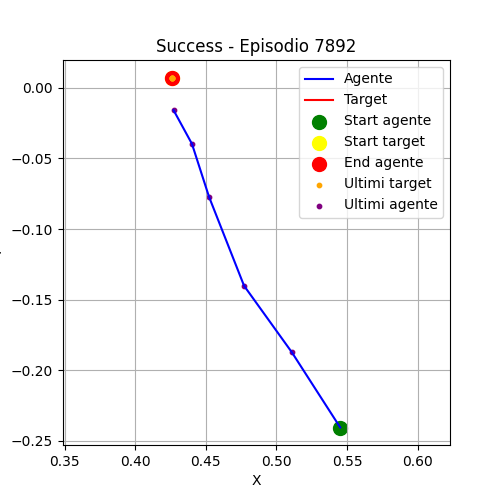 Success - Episodio 7892
0.00
−0.05
−0.10
−0.15
−0.20
−0.25
Agente
Target
Start agente
Start target
End agente
Ultimi target
Ultimi agente
0.35 0.40 0.45 0.50 0.55 0.60
X